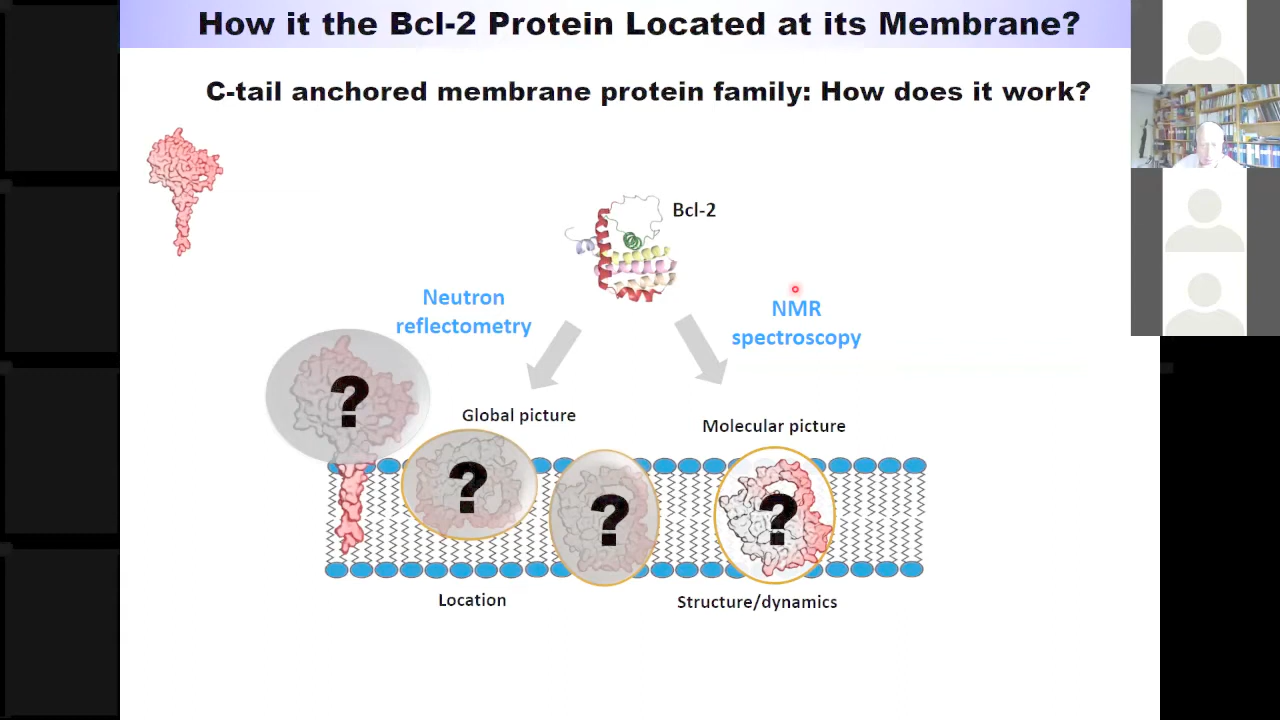 How it the Bcl-2 Protein Located at its Membrane?
C-tail anchored membrane protein family: How does it work?
Bcl-2
Neutron
reflectometry
NMR
spectroscopy
Global picture
Molecular picture
?
?
?
?
Location
Structure/dynamics